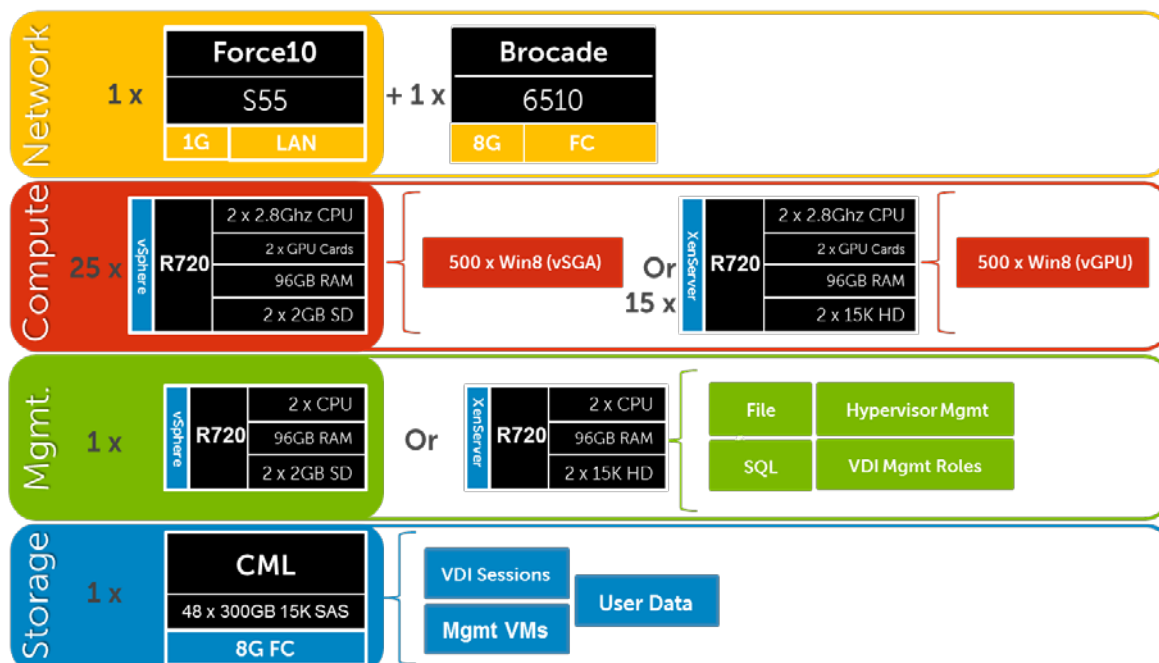 Network
1 x
Force10
S55
1G LAN
+ 1 x
Brocade
6510
8G FC
Compute
25 x
vSphere
R720
2 x 2.8Ghz CPU
2 x GPU Cards
96GB RAM
2 x 2GB SD
500 x Win8 (vSGA)
Or
15 x
XenServer
R720
2 x 2.8Ghz CPU
2 x GPU Cards
96GB RAM
2 x 15K HD
500 x Win8 (vGPU)
Mgmt.
1 x
vSphere
R720
2 x CPU
96GB RAM
2 x 2GB SD
Or
XenServer
R720
2 x CPU
96GB RAM
2 x 15K HD
File
Hypervisor Mgmt
SQL
VDI Mgmt Roles
Storage
1 x
CML
48 x 300GB 15K SAS
8G FC
VDI Sessions
Mgmt VMs
User Data